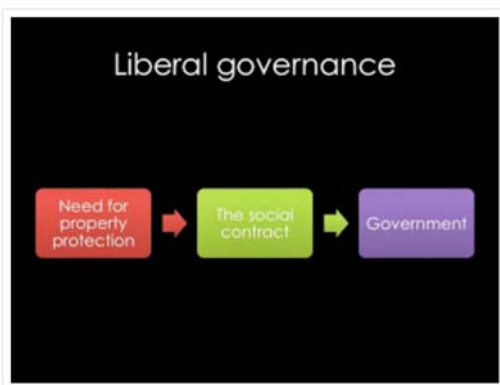 Liberal governance
Need for
property
protection
The social
contract
Government